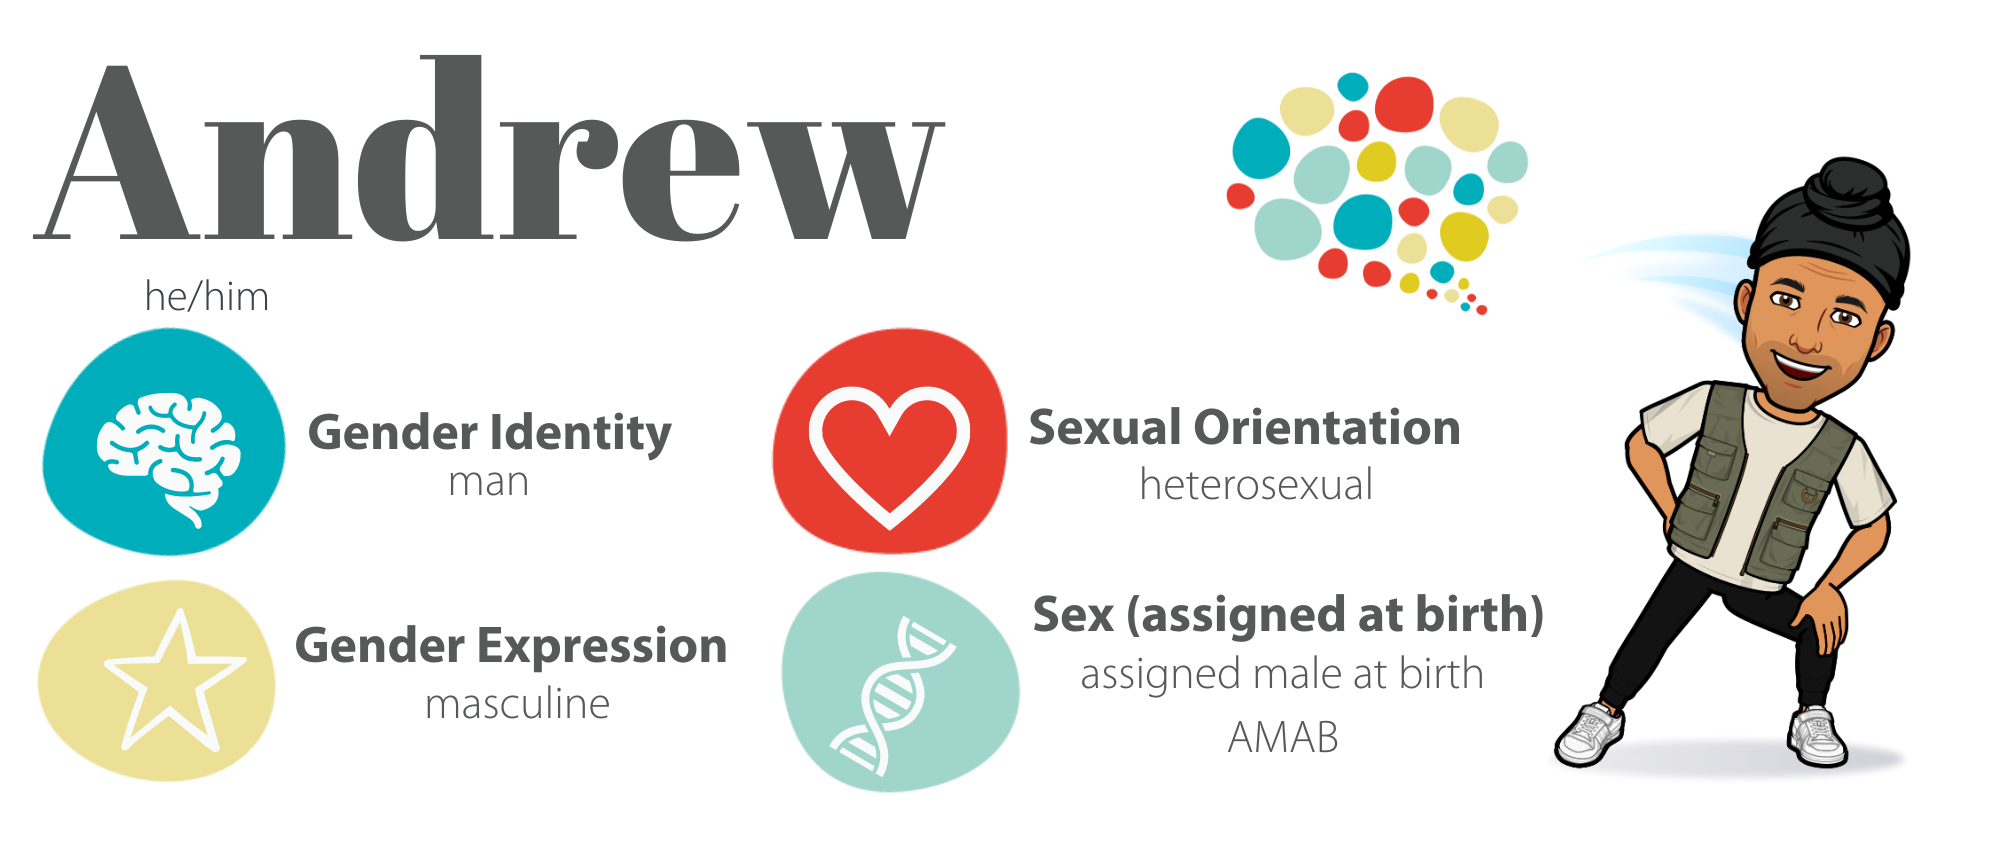 Andrew
he/him
Gender Identity
man
Sexual Orientation
heterosexual
Gender Expression
masculine
Sex (assigned at birth)
assigned male at birth
AMAB